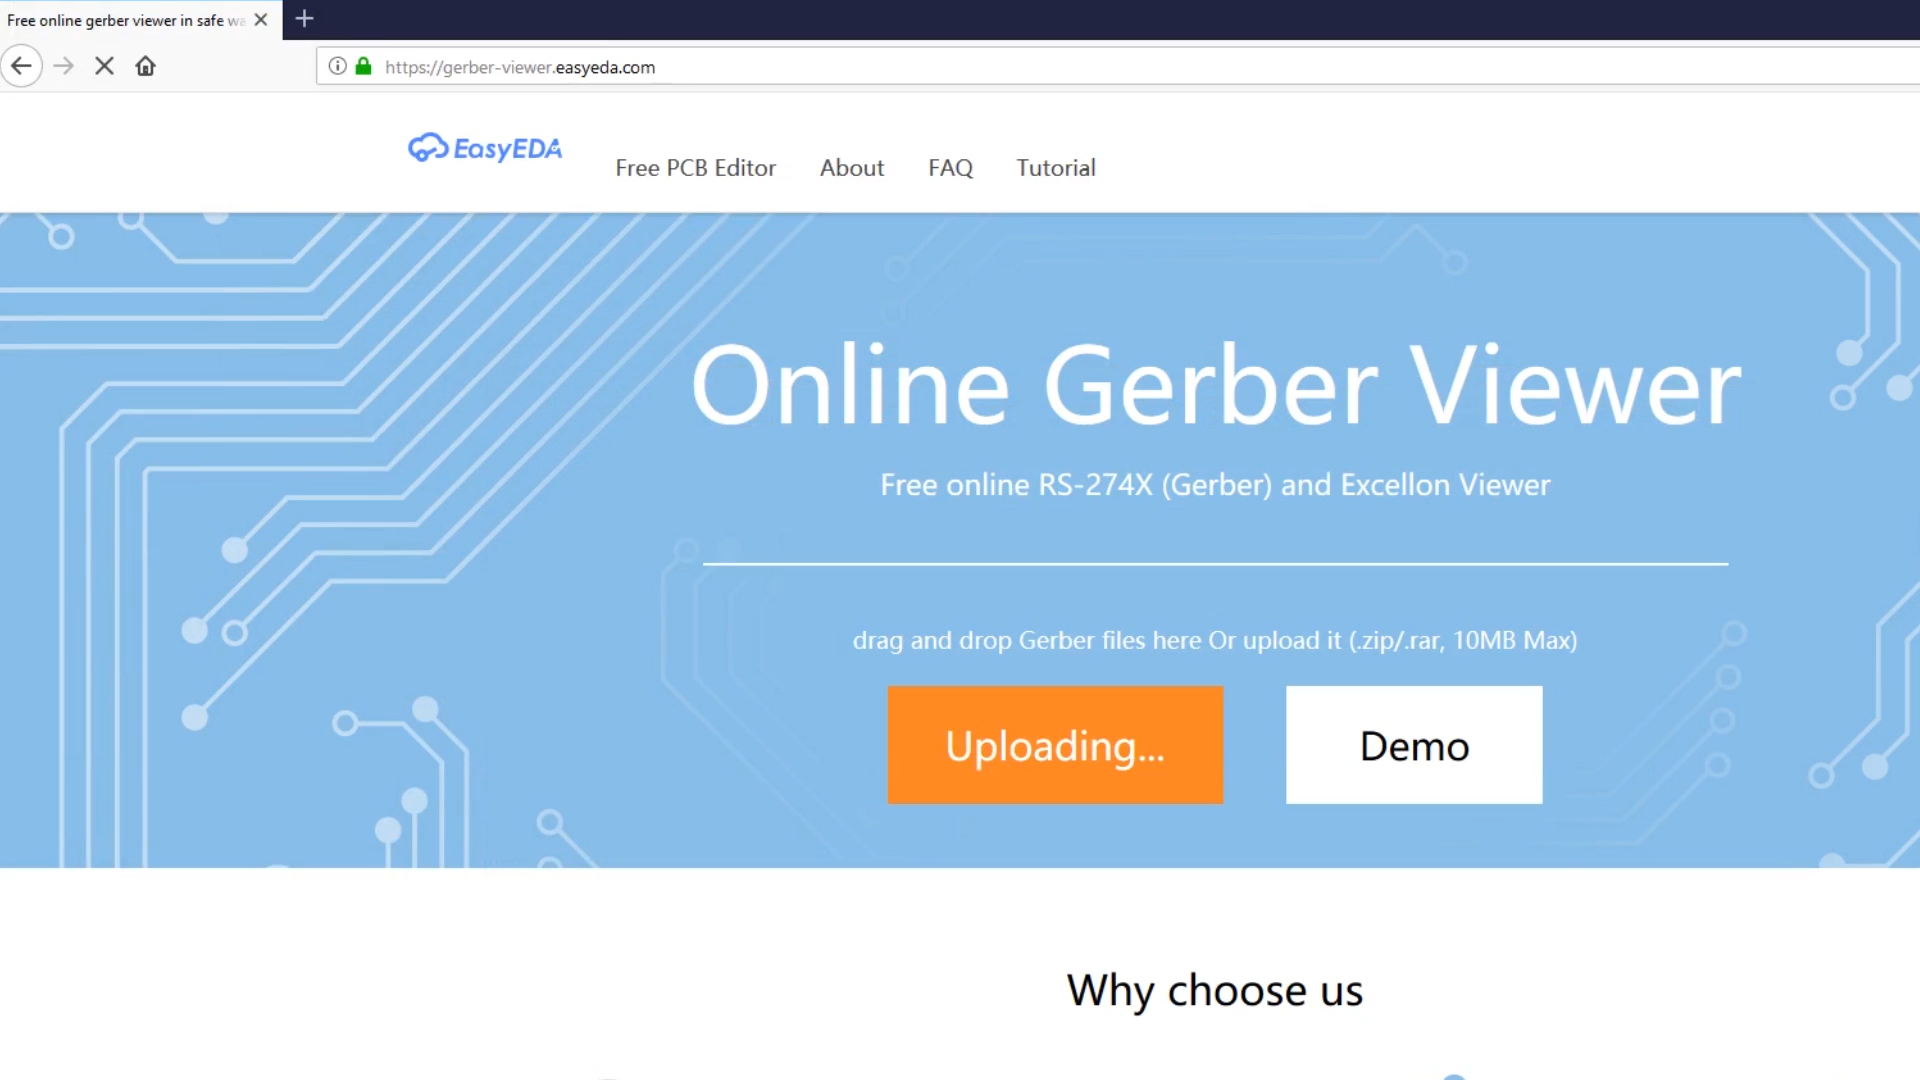 Free online gerber viewer in safe wa
https://gerber-viewer.easyeda.com
EasyEDA
Free PCB Editor About FAQ Tutorial
Online Gerber Viewer
Free online RS-274X (Gerber) and Excellon Viewer
drag and drop Gerber files here Or upload it (.zip/.rar, 10MB Max)
Uploading... Demo
Why choose us